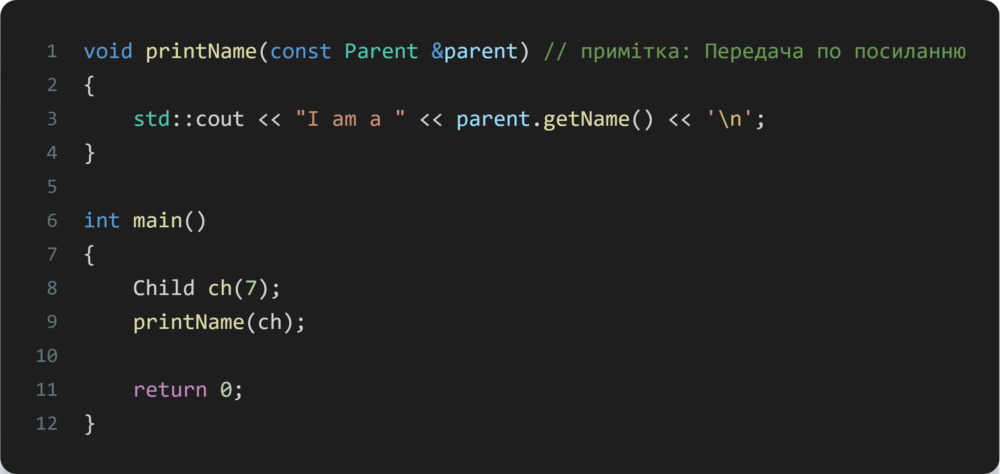 1 void printName(const Parent &parent) // примітка: Передача по посиланню
2 {
3     std::cout << "I am a " << parent.getName() << '\n';
4 }
5
6 int main()
7 {
8     Child ch(7);
9     printName(ch);
10
11     return 0;
12 }